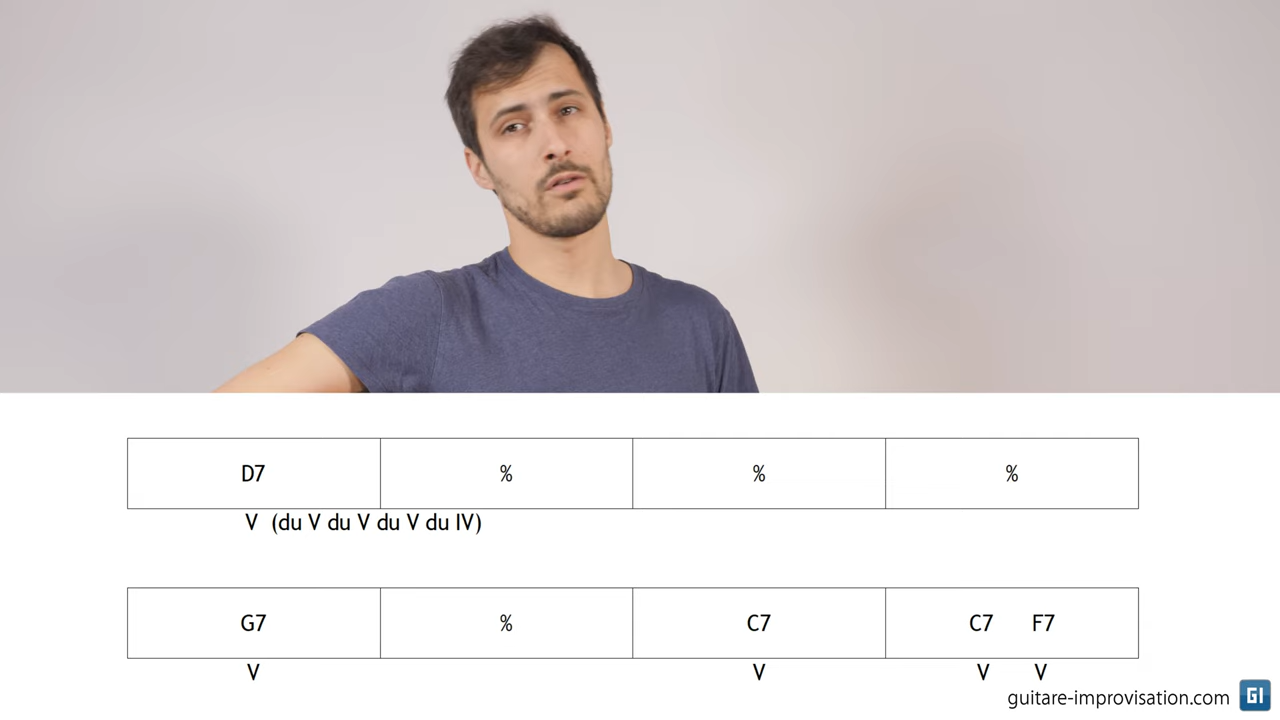 D7 % % %
V (du V du V du V du IV)
G7 % C7 C7 F7
V V V V
guitare-improvisation.com GI